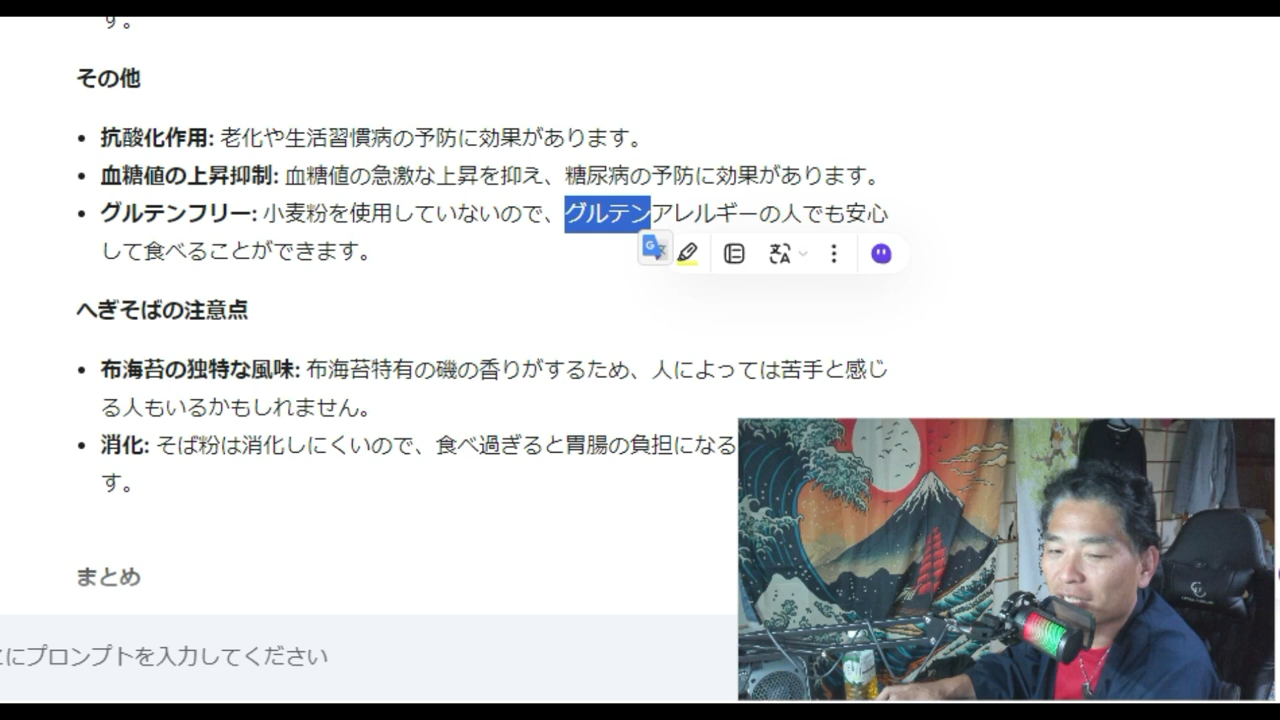 す。
その他
• 抗酸化作用: 老化や生活習慣病の予防に効果があります。
• 血糖値の上昇抑制: 血糖値の急激な上昇を抑え、糖尿病の予防に効果があります。
• グルテンフリー: 小麦粉を使用していないので、グルテンアレルギーの人でも安心
して食べることができます。
へぎそばの注意点
• 布海苔の独特な風味: 布海苔特有の磯の香りがするため、人によっては苦手と感じ
る人もいるかもしれません。
• 消化: そば粉は消化しにくいので、食べ過ぎると胃腸の負担になる
す。
まとめ
にプロンプトを入力してください